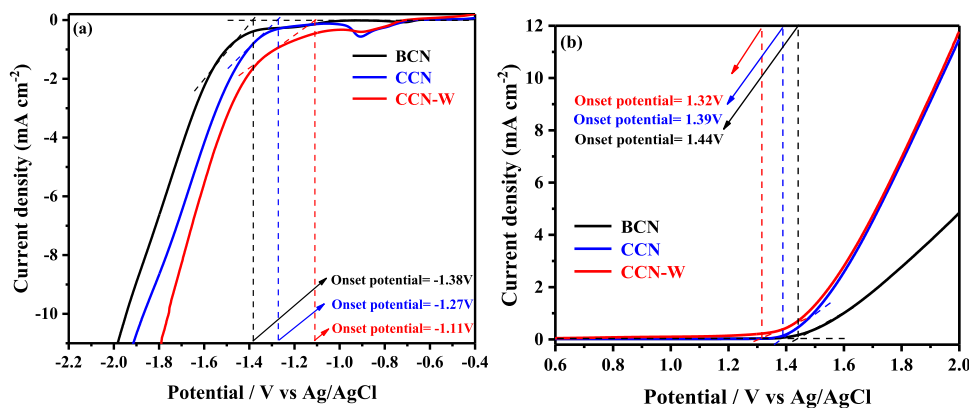 (a)
BCN
CCN
CCN-W
Onset potential= -1.38V
Onset potential= -1.27V
Onset potential= -1.11V
0
-2
-4
-6
-8
-10
Current density (mA cm-2)
-2.2 -2.0 -1.8 -1.6 -1.4 -1.2 -1.0 -0.8 -0.6 -0.4
Potential / V vs Ag/AgCl
(b)
Onset potential= 1.32V
Onset potential= 1.39V
Onset potential= 1.44V
BCN
CCN
CCN-W
12
10
8
6
4
2
0
Current density (mA cm-2)
0.6 0.8 1.0 1.2 1.4 1.6 1.8 2.0
Potential / V vs Ag/AgCl